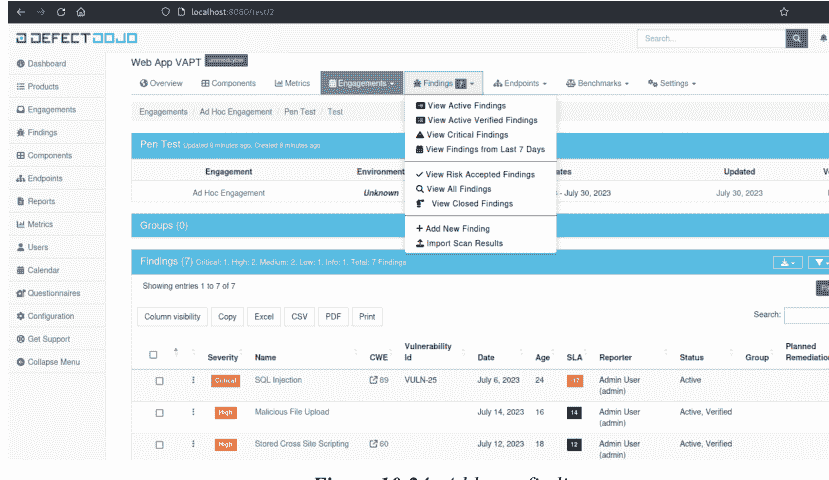 localhost:8080/test/2
DEFECTDOJO
Search...
Dashboard
Products
Engagements
Findings
Components
Endpoints
Reports
Metrics
Users
Calendar
Questionnaires
Configuration
Get Support
Collapse Menu
Web App VAPT
Overview Components Metrics Engagements Findings 7 Endpoints Benchmarks Settings
Engagements / Ad Hoc Engagement / Pen Test / Test
View Active Findings
View Active Verified Findings
View Critical Findings
View Findings from Last 7 Days
View Risk Accepted Findings
View All Findings
View Closed Findings
+ Add New Finding
Import Scan Results
Pen Test Updated 8 minutes ago, Created 8 minutes ago
Engagement Environment ates Updated
Ad Hoc Engagement Unknown - July 30, 2023 July 30, 2023
Groups (0)
Findings (7) Critical: 1, High: 2, Medium: 2, Low: 1, Info: 1, Total: 7 Findings
Showing entries 1 to 7 of 7
Column visibility Copy Excel CSV PDF Print Search:
Severity Name CWE Vulnerability Id Date Age SLA Reporter Status Group Planned Remediation
Critical SQL Injection 89 VULN-25 July 6, 2023 24 Admin User (admin) Active
High Malicious File Upload July 14, 2023 16 14 Admin User (admin) Active, Verified
High Stored Cross Site Scripting 60 July 12, 2023 18 12 Admin User (admin) Active, Verified